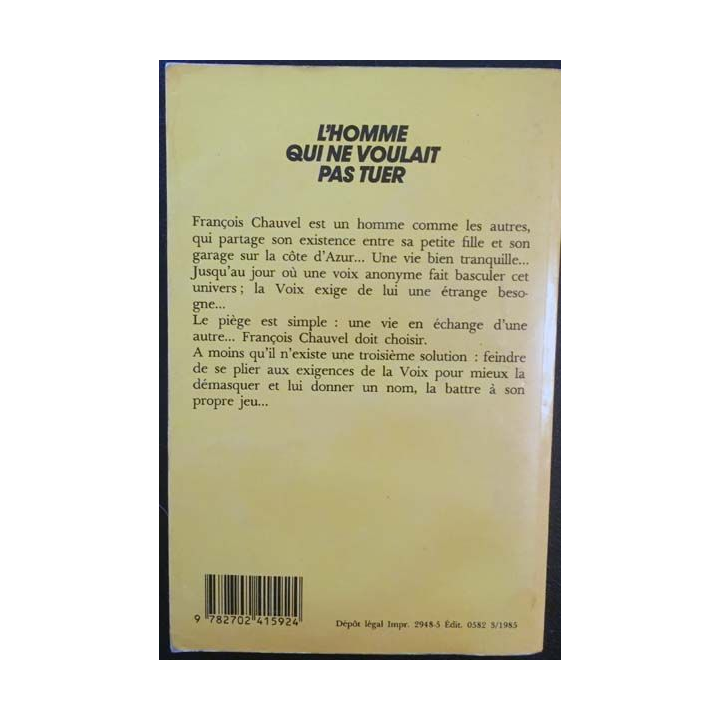 L'HOMME
QUI NE VOULAIT
PAS TUER
François Chauvel est un homme comme les autres,
qui partage son existence entre sa petite fille et son
garage sur la côte d'Azur... Une vie bien tranquille...
Jusqu'au jour où une voix anonyme fait basculer cet
univers ; la Voix exige de lui une étrange beso-
gne...
Le piège est simple : une vie en échange d'une
autre... François Chauvel doit choisir.
A moins qu'il n'existe une troisième solution : feindre
de se plier aux exigences de la Voix pour mieux la
démasquer et lui donner un nom, la battre à son
propre jeu...
9 782702 415924
Dépôt légal Impr. 2948-5 Édit. 0582 3/1985